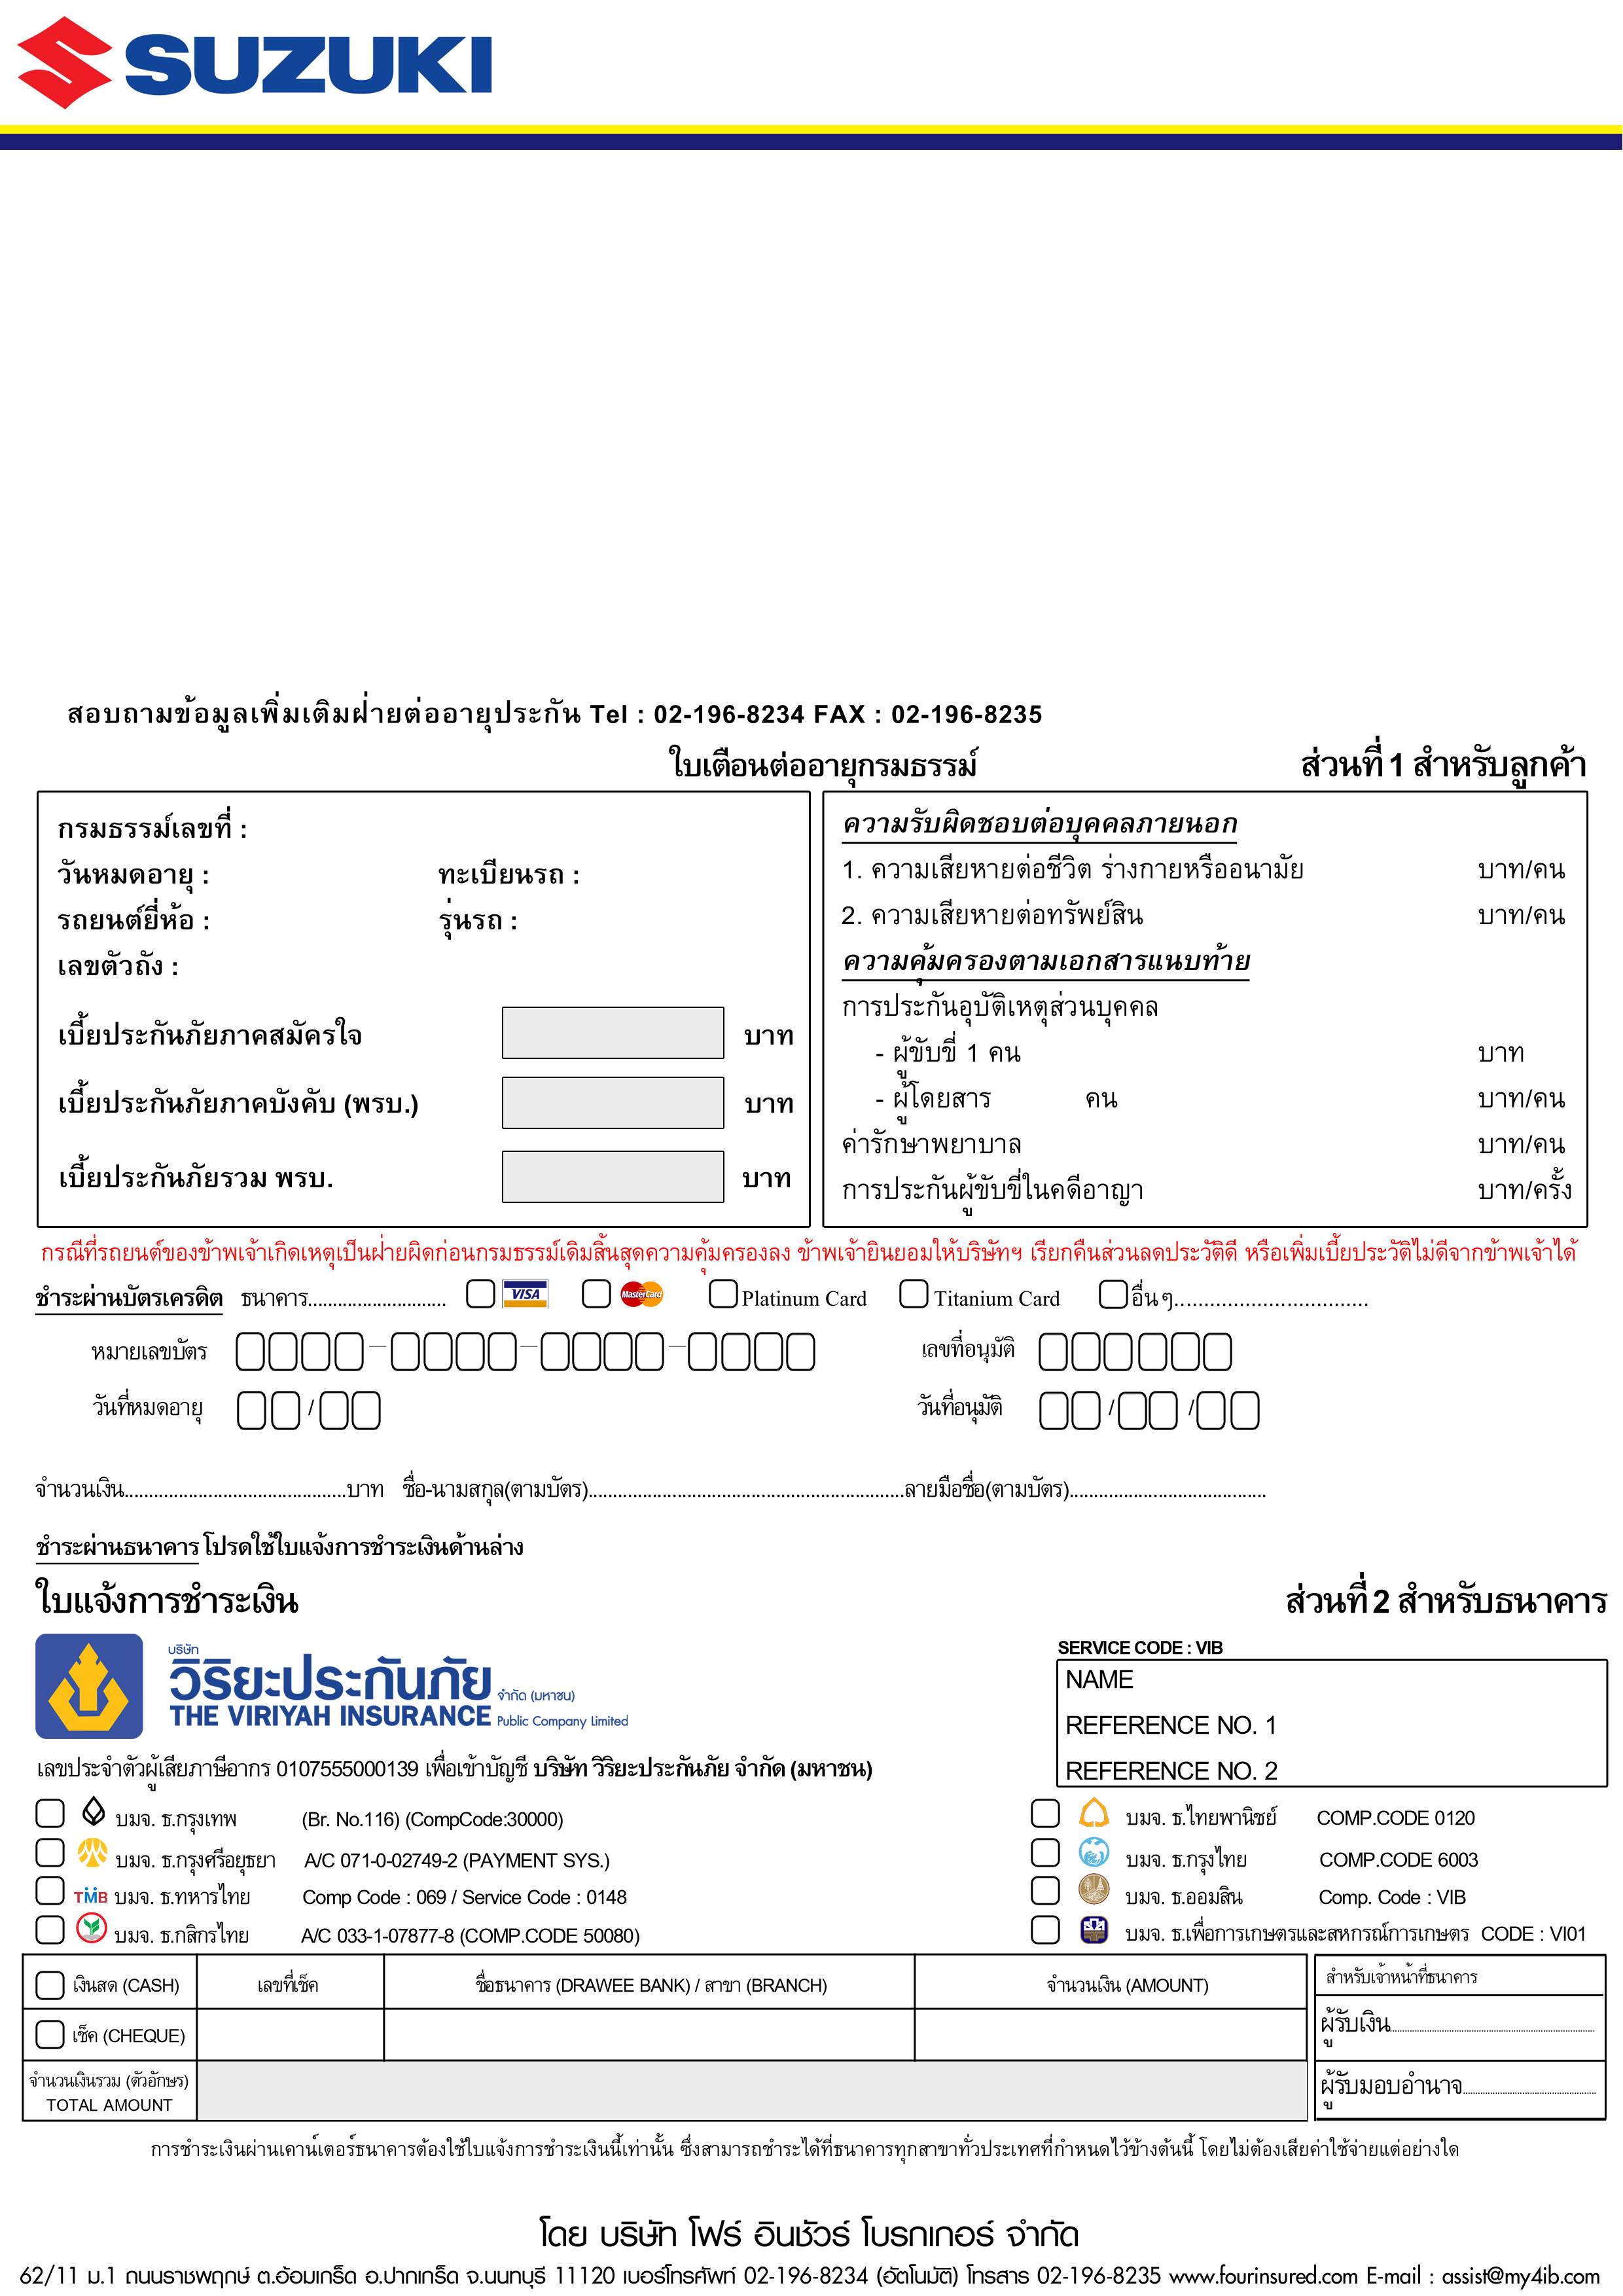 SUZUKI
สอบถามข้อมูลเพิ่มเติมฝ่ายต่ออายุประกัน Tel : 02-196-8234 FAX : 02-196-8235
ใบเตือนต่ออายุกรมธรรม์ ส่วนที่ 1 สำหรับลูกค้า
กรมธรรม์เลขที่ :
วันหมดอายุ : ทะเบียนรถ :
รถยนต์ยี่ห้อ : รุ่นรถ :
เลขตัวถัง :
เบี้ยประกันภัยภาคสมัครใจ บาท
เบี้ยประกันภัยภาคบังคับ (พรบ.) บาท
เบี้ยประกันภัยรวม พรบ. บาท
ความรับผิดชอบต่อบุคคลภายนอก
1. ความเสียหายต่อชีวิต ร่างกายหรืออนามัย บาท/คน
2. ความเสียหายต่อทรัพย์สิน บาท/คน
ความคุ้มครองตามเอกสารแนบท้าย
การประกันอุบัติเหตุส่วนบุคคล
- ผู้ขับขี่ 1 คน บาท
- ผู้โดยสาร คน บาท/คน
ค่ารักษาพยาบาล บาท/คน
การประกันผู้ขับขี่ในคดีอาญา บาท/ครั้ง
กรณีที่รถยนต์ของข้าพเจ้าเกิดเหตุเป็นฝ่ายผิดก่อนกรมธรรม์เดิมสิ้นสุดความคุ้มครองลง ข้าพเจ้ายินยอมให้บริษัทฯ เรียกคืนส่วนลดประวัติดี หรือเพิ่มเบี้ยประวัติไม่ดีจากข้าพเจ้าได้
ชำระผ่านบัตรเครดิต ธนาคาร............................ VISA MasterCard Platinum Card Titanium Card อื่นๆ.................................
หมายเลขบัตร เลขที่อนุมัติ
วันที่หมดอายุ / วันที่อนุมัติ / /
จำนวนเงิน.............................................บาท ชื่อ-นามสกุล(ตามบัตร)................................................................ลายมือชื่อ(ตามบัตร)........................................
ชำระผ่านธนาคาร โปรดใช้ใบแจ้งการชำระเงินด้านล่าง
ใบแจ้งการชำระเงิน ส่วนที่ 2 สำหรับธนาคาร
บริษัท
วิริยะประกันภัย จำกัด (มหาชน)
THE VIRIYAH INSURANCE Public Company Limited
SERVICE CODE : VIB
NAME
REFERENCE NO. 1
REFERENCE NO. 2
เลขประจำตัวผู้เสียภาษีอากร 0107555000139 เพื่อเข้าบัญชี บริษัท วิริยะประกันภัย จำกัด (มหาชน)
บมจ. ธ.กรุงเทพ (Br. No.116) (CompCode:30000)
บมจ. ธ.กรุงศรีอยุธยา A/C 071-0-02749-2 (PAYMENT SYS.)
TMB บมจ. ธ.ทหารไทย Comp Code : 069 / Service Code : 0148
บมจ. ธ.กสิกรไทย A/C 033-1-07877-8 (COMP.CODE 50080)
บมจ. ธ.ไทยพานิชย์ COMP.CODE 0120
บมจ. ธ.กรุงไทย COMP.CODE 6003
บมจ. ธ.ออมสิน Comp. Code : VIB
บมจ. ธ.เพื่อการเกษตรและสหกรณ์การเกษตร CODE : VI01
เงินสด (CASH) เลขที่เช็ค ชื่อธนาคาร (DRAWEE BANK) / สาขา (BRANCH) จำนวนเงิน (AMOUNT)
เช็ค (CHEQUE)
จำนวนเงินรวม (ตัวอักษร)
TOTAL AMOUNT
สำหรับเจ้าหน้าที่ธนาคาร
ผู้รับเงิน....................
ผู้รับมอบอำนาจ....................
การชำระเงินผ่านเคาน์เตอร์ธนาคารต้องใช้ใบแจ้งการชำระเงินนี้เท่านั้น ซึ่งสามารถชำระได้ที่ธนาคารทุกสาขาทั่วประเทศที่กำหนดไว้ข้างต้นนี้ โดยไม่ต้องเสียค่าใช้จ่ายแต่อย่างใด
โดย บริษัท โฟร์ อินชัวร์ โบรกเกอร์ จำกัด
62/11 ม.1 ถนนราชพฤกษ์ ต.อ้อมเกร็ด อ.ปากเกร็ด จ.นนทบุรี 11120 เบอร์โทรศัพท์ 02-196-8234 (อัตโนมัติ) โทรสาร 02-196-8235 www.fourinsured.com E-mail : assist@my4ib.com